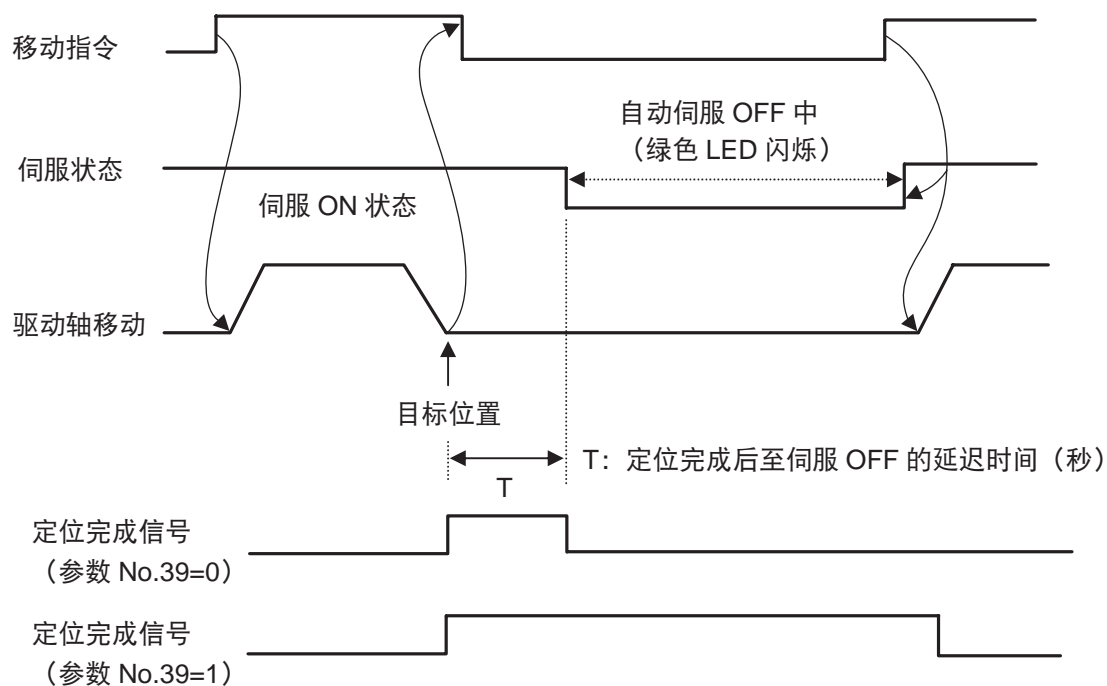 移动指令
自动伺服 OFF 中
（绿色 LED 闪烁）
伺服状态
伺服 ON 状态
驱动轴移动
目标位置
T：定位完成后至伺服 OFF 的延迟时间（秒）
T
定位完成信号
（参数 No.39=0）
定位完成信号
（参数 No.39=1）